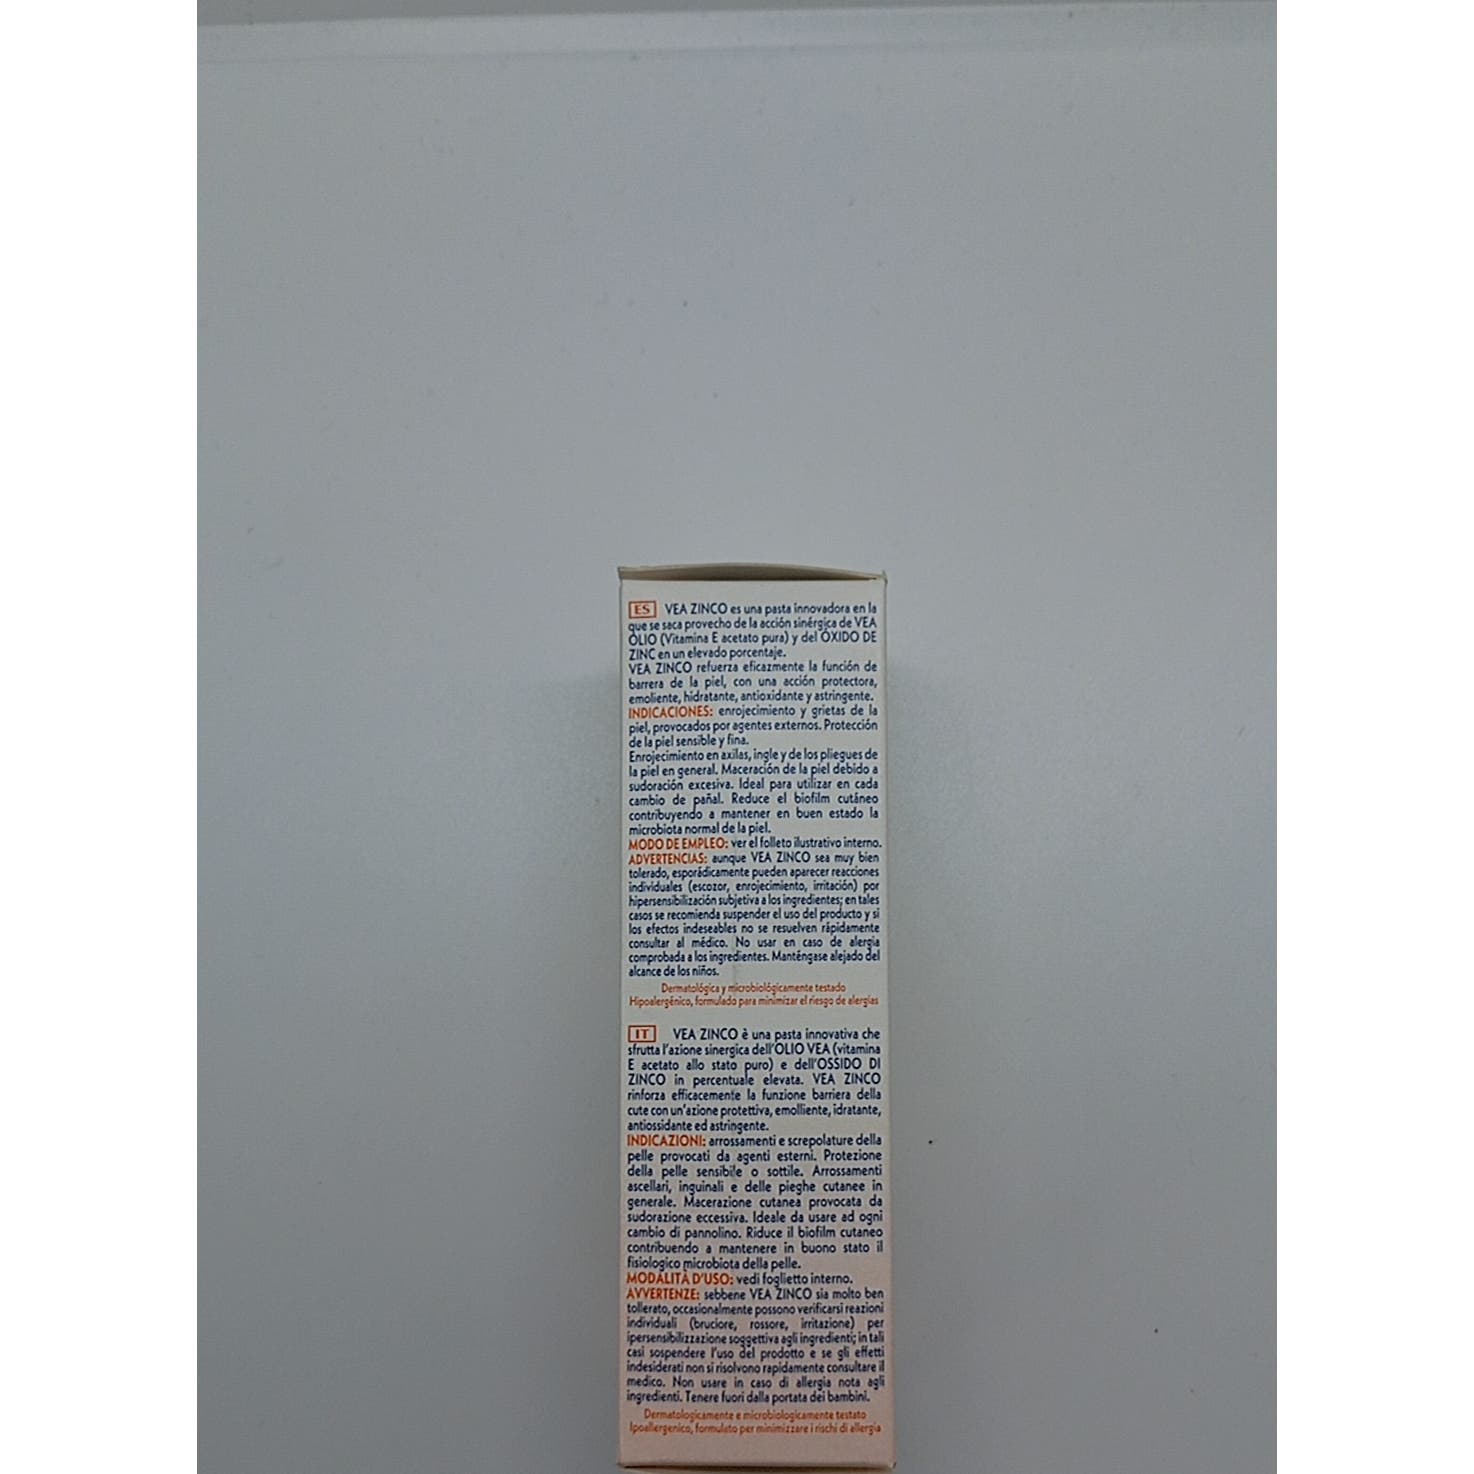 ES VEA ZINCO es una pasta innovadora en la
que se saca provecho de la acción sinérgica de VEA
OLIO (Vitamina E acetato pura) y del ÓXIDO DE
ZINC en un elevado porcentaje.
VEA ZINCO refuerza eficazmente la función de
barrera de la piel, con una acción protectora,
emoliente, hidratante, antioxidante y astringente.
INDICACIONES: enrojecimiento y grietas de la
piel, provocados por agentes externos. Protección
de la piel sensible y fina.
Enrojecimiento en axilas, ingle y de los pliegues de
la piel en general. Maceración de la piel debido a
sudoración excesiva. Ideal para utilizar en cada
cambio de pañal. Reduce el biofilm cutáneo
contribuyendo a mantener en buen estado la
microbiota normal de la piel.
MODO DE EMPLEO: ver el folleto ilustrativo interno.
ADVERTENCIAS: aunque VEA ZINCO sea muy bien
tolerado, esporádicamente pueden aparecer reacciones
individuales (escozor, enrojecimiento, irritación) por
hipersensibilización subjetiva a los ingredientes; en tales
casos se recomienda suspender el uso del producto y si
los efectos indeseables no se resuelven rápidamente
consultar al médico. No usar en caso de alergia
comprobada a los ingredientes. Manténgase alejado del
alcance de los niños.
Dermatológica y microbiológicamente testado
Hipoalergénico, formulado para minimizar el riesgo de alergias
IT VEA ZINCO è una pasta innovativa che
sfrutta l'azione sinergica dell'OLIO VEA (vitamina
E acetato allo stato puro) e dell'OSSIDO DI
ZINCO in percentuale elevata. VEA ZINCO
rinforza efficacemente la funzione barriera della
cute con un'azione protettiva, emolliente, idratante,
antiossidante ed astringente.
INDICAZIONI: arrossamenti e screpolature della
pelle provocati da agenti esterni. Protezione
della pelle sensibile o sottile. Arrossamenti
ascellari, inguinali e delle pieghe cutanee in
generale. Macerazione cutanea provocata da
sudorazione eccessiva. Ideale da usare ad ogni
cambio di pannolino. Riduce il biofilm cutaneo
contribuendo a mantenere in buono stato il
fisiologico microbiota della pelle.
MODALITÀ D'USO: vedi foglietto interno.
AVVERTENZE: sebbene VEA ZINCO sia molto ben
tollerato, occasionalmente possono verificarsi reazioni
individuali (bruciore, rossore, irritazione) per
ipersensibilizzazione soggettiva agli ingredienti; in tali
casi sospendere l'uso del prodotto e se gli effetti
indesiderati non si risolvono rapidamente consultare il
medico. Non usare in caso di allergia nota agli
ingredienti. Tenere fuori dalla portata dei bambini.
Dermatologicamente e microbiologicamente testato
Ipoallergenico, formulato per minimizzare i rischi di allergia